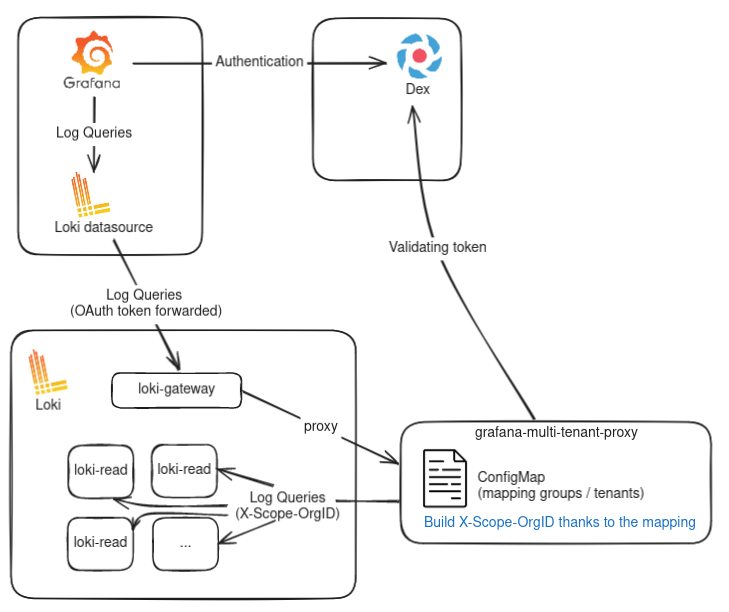 Grafana
Authentication
Dex
Log Queries
Loki datasource
Validating token
Log Queries
(OAuth token forwarded)
Loki
loki-gateway
proxy
grafana-multi-tenant-proxy
ConfigMap
(mapping groups / tenants)
Build X-Scope-OrgID thanks to the mapping
loki-read
loki-read
Log Queries
(X-Scope-OrgID)
loki-read
...